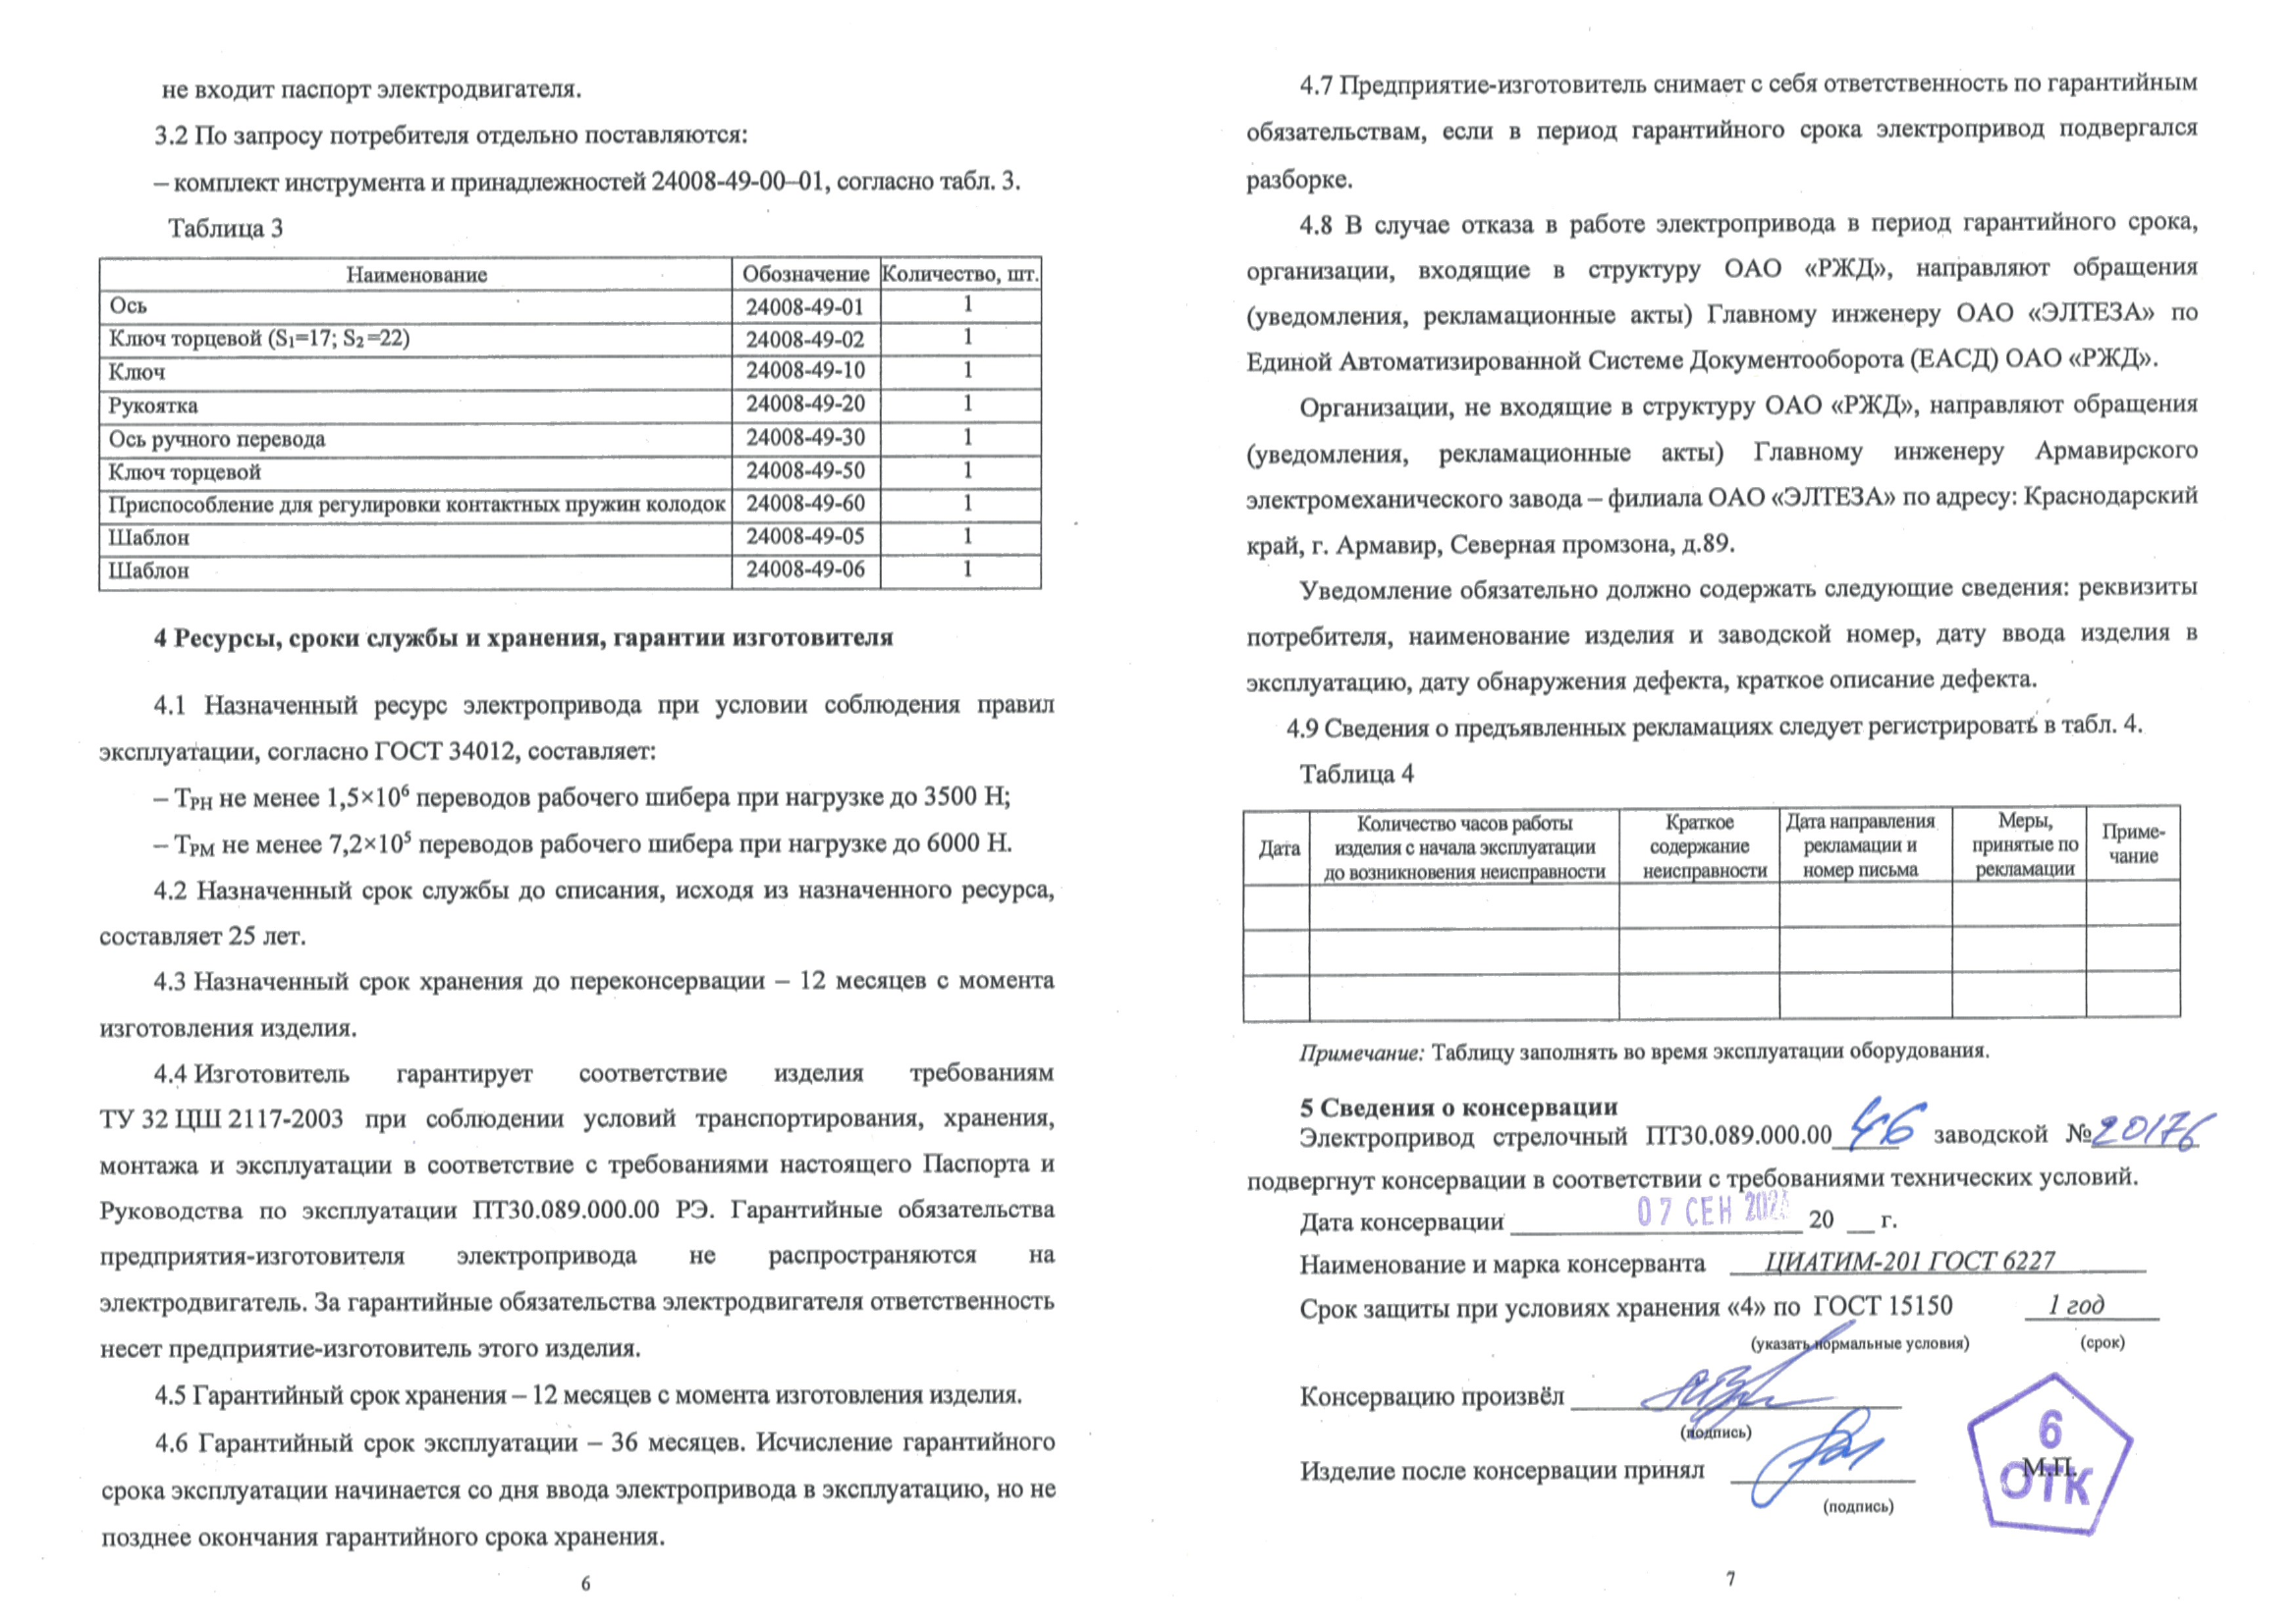 не входит паспорт электродвигателя.
3.2 По запросу потребителя отдельно поставляются:
– комплект инструмента и принадлежностей 24008-49-00–01, согласно табл. 3.
Таблица 3
Наименование Обозначение Количество, шт.
Ось 24008-49-01 1
Ключ торцевой (S₁=17; S₂=22) 24008-49-02 1
Ключ 24008-49-10 1
Рукоятка 24008-49-20 1
Ось ручного перевода 24008-49-30 1
Ключ торцевой 24008-49-50 1
Приспособление для регулировки контактных пружин колодок 24008-49-60 1
Шаблон 24008-49-05 1
Шаблон 24008-49-06 1
4 Ресурсы, сроки службы и хранения, гарантии изготовителя
4.1 Назначенный ресурс электропривода при условии соблюдения правил
эксплуатации, согласно ГОСТ 34012, составляет:
– ТРН не менее 1,5×10⁶ переводов рабочего шибера при нагрузке до 3500 Н;
– ТРМ не менее 7,2×10⁵ переводов рабочего шибера при нагрузке до 6000 Н.
4.2 Назначенный срок службы до списания, исходя из назначенного ресурса,
составляет 25 лет.
4.3 Назначенный срок хранения до переконсервации – 12 месяцев с момента
изготовления изделия.
4.4 Изготовитель гарантирует соответствие изделия требованиям
ТУ 32 ЦШ 2117-2003 при соблюдении условий транспортирования, хранения,
монтажа и эксплуатации в соответствие с требованиями настоящего Паспорта и
Руководства по эксплуатации ПТ30.089.000.00 РЭ. Гарантийные обязательства
предприятия-изготовителя электропривода не распространяются на
электродвигатель. За гарантийные обязательства электродвигателя ответственность
несет предприятие-изготовитель этого изделия.
4.5 Гарантийный срок хранения – 12 месяцев с момента изготовления изделия.
4.6 Гарантийный срок эксплуатации – 36 месяцев. Исчисление гарантийного
срока эксплуатации начинается со дня ввода электропривода в эксплуатацию, но не
позднее окончания гарантийного срока хранения.
6
4.7 Предприятие-изготовитель снимает с себя ответственность по гарантийным
обязательствам, если в период гарантийного срока электропривод подвергался
разборке.
4.8 В случае отказа в работе электропривода в период гарантийного срока,
организации, входящие в структуру ОАО «РЖД», направляют обращения
(уведомления, рекламационные акты) Главному инженеру ОАО «ЭЛТЕЗА» по
Единой Автоматизированной Системе Документооборота (ЕАСД) ОАО «РЖД».
Организации, не входящие в структуру ОАО «РЖД», направляют обращения
(уведомления, рекламационные акты) Главному инженеру Армавирского
электромеханического завода – филиала ОАО «ЭЛТЕЗА» по адресу: Краснодарский
край, г. Армавир, Северная промзона, д.89.
Уведомление обязательно должно содержать следующие сведения: реквизиты
потребителя, наименование изделия и заводской номер, дату ввода изделия в
эксплуатацию, дату обнаружения дефекта, краткое описание дефекта.
4.9 Сведения о предъявленных рекламациях следует регистрировать в табл. 4.
Таблица 4
Дата
Количество часов работы
изделия с начала эксплуатации
до возникновения неисправности
Краткое
содержание
неисправности
Дата направления
рекламации и
номер письма
Меры,
принятые по
рекламации
Приме-
чание
Примечание: Таблицу заполнять во время эксплуатации оборудования.
5 Сведения о консервации
Электропривод стрелочный ПТ30.089.000.00 46 заводской № 20176
подвергнут консервации в соответствии с требованиями технических условий.
Дата консервации 07 СЕН 20 г.
Наименование и марка консерванта ЦИАТИМ-201 ГОСТ 6227
Срок защиты при условиях хранения «4» по ГОСТ 15150 1 год
(указать нормальные условия) (срок)
Консервацию произвёл
(подпись)
Изделие после консервации принял
(подпись)
6
ОТК
М.П.
7